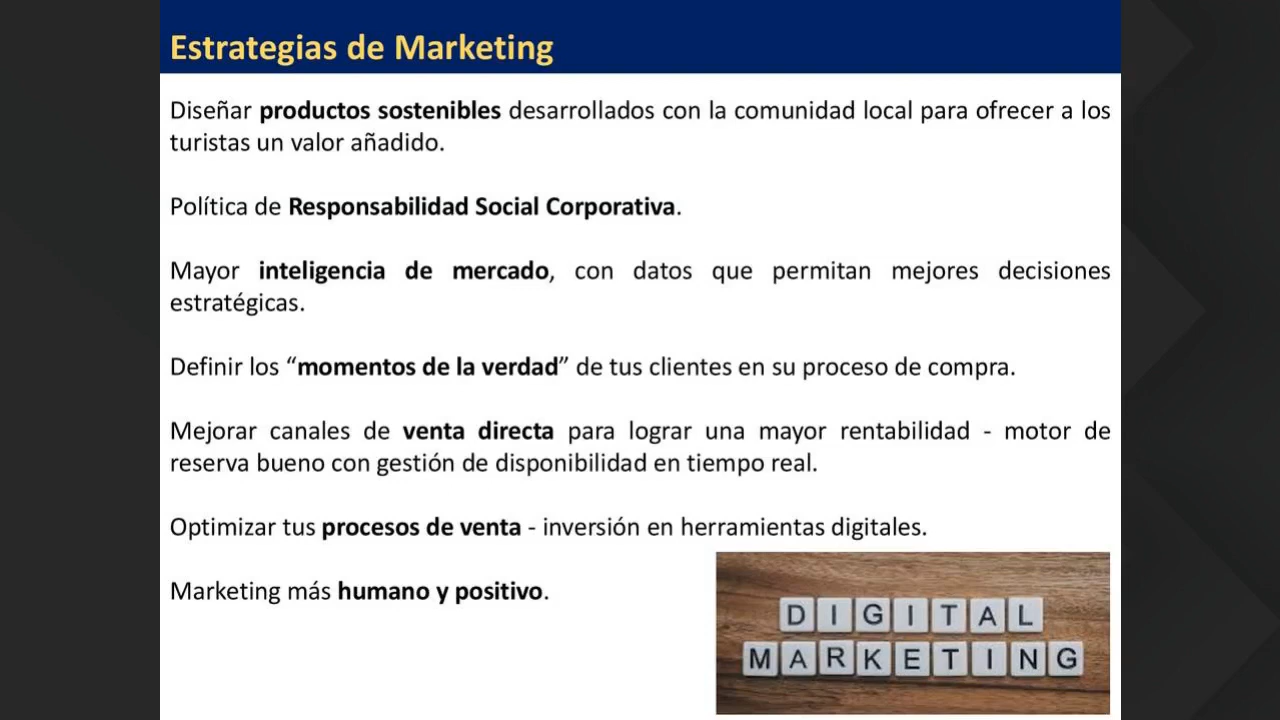 Estrategias de Marketing
Diseñar productos sostenibles desarrollados con la comunidad local para ofrecer a los
turistas un valor añadido.
Política de Responsabilidad Social Corporativa.
Mayor inteligencia de mercado, con datos que permitan mejores decisiones
estratégicas.
Definir los “momentos de la verdad” de tus clientes en su proceso de compra.
Mejorar canales de venta directa para lograr una mayor rentabilidad - motor de
reserva bueno con gestión de disponibilidad en tiempo real.
Optimizar tus procesos de venta - inversión en herramientas digitales.
Marketing más humano y positivo.
DIGITAL
MARKETING